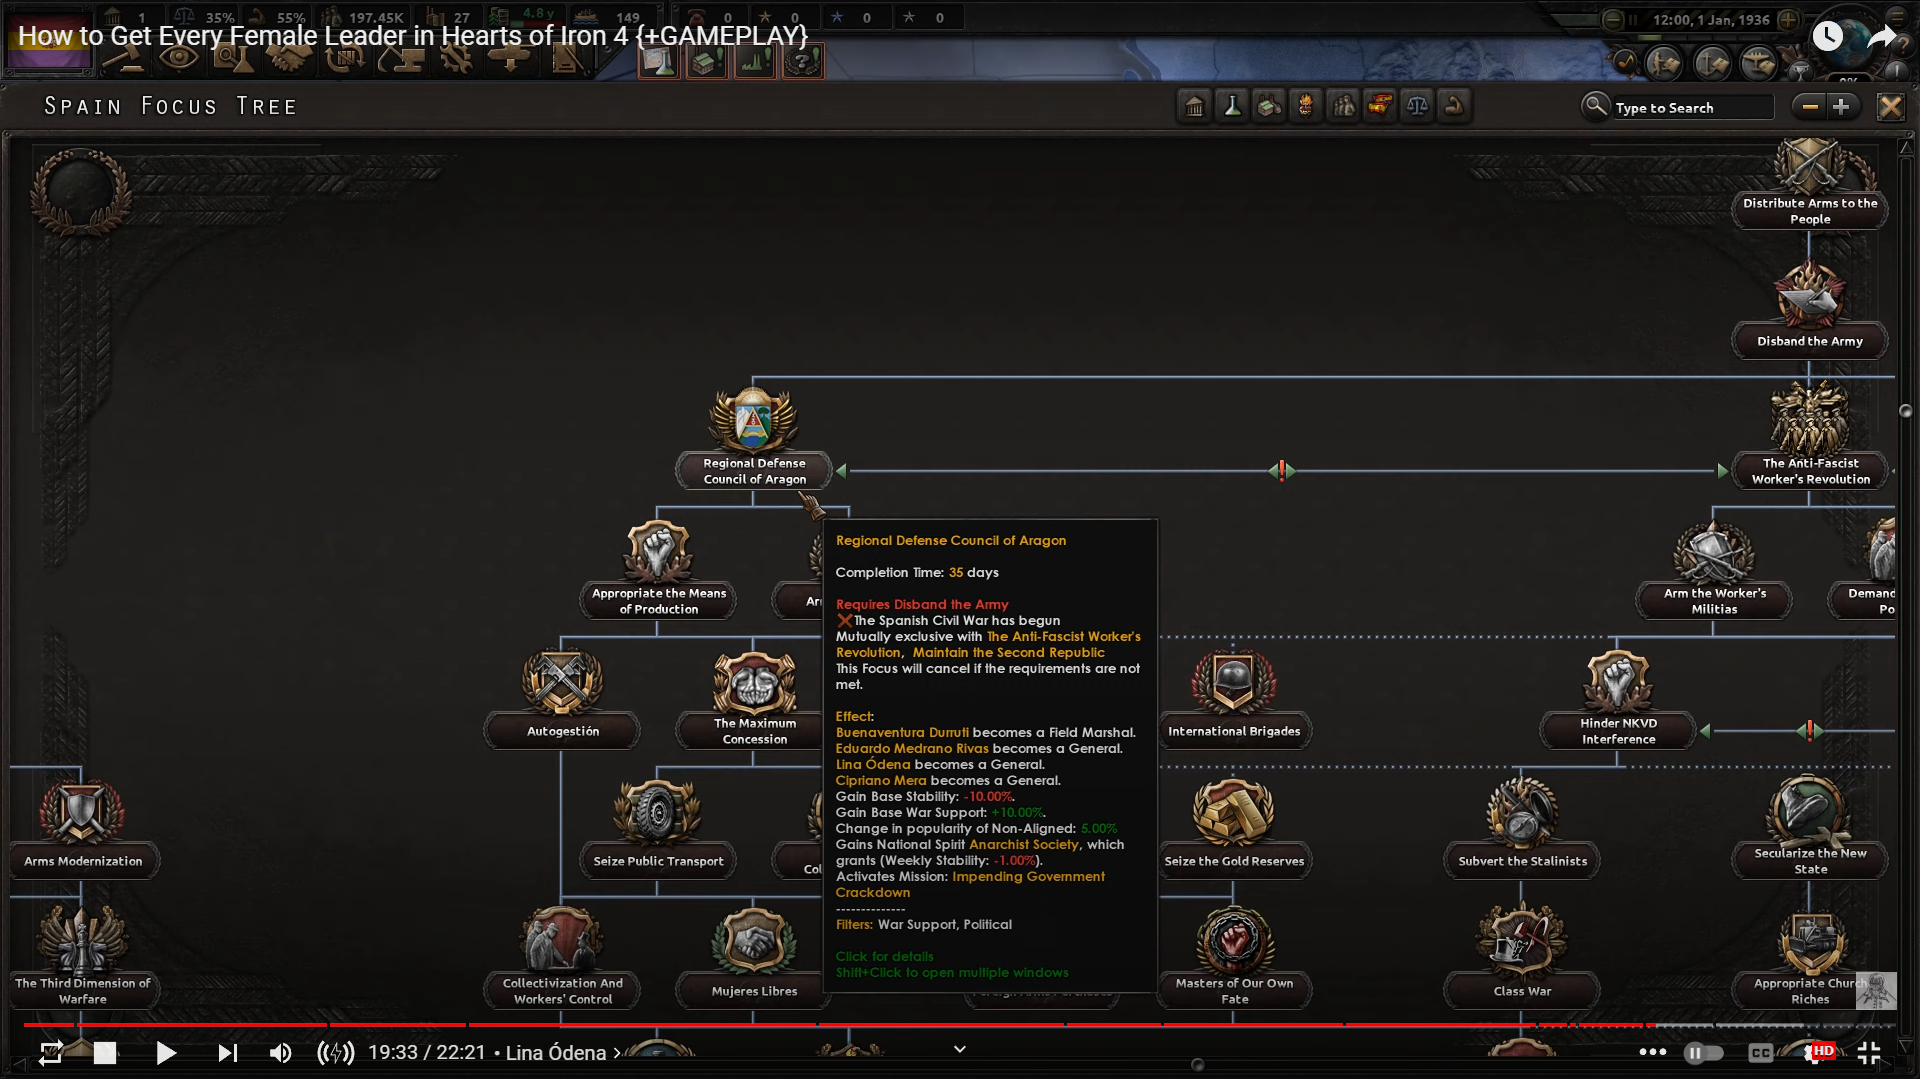 1
35%
55%
197.45K
27
4.8 y
149
0
0
0
0
12:00, 1 Jan, 1936
How to Get Every Female Leader in Hearts of Iron 4 {+GAMEPLAY}
Spain Focus Tree
Type to Search
Distribute Arms to the
People
Disband the Army
Regional Defense
Council of Aragon
The Anti-Fascist
Worker's Revolution
Appropriate the Means
of Production
Arm the Worker's
Militias
Demand
Autogestión
The Maximum
Concession
International Brigades
Hinder NKVD
Interference
Arms Modernization
Seize Public Transport
Seize the Gold Reserves
Subvert the Stalinists
Secularize the New
State
The Third Dimension of
Warfare
Collectivization And
Workers' Control
Mujeres Libres
Masters of Our Own
Fate
Class War
Appropriate Church
Riches
Regional Defense Council of Aragon
Completion Time: 35 days
Requires Disband the Army
The Spanish Civil War has begun
Mutually exclusive with The Anti-Fascist Worker's
Revolution, Maintain the Second Republic
This Focus will cancel if the requirements are not
met.
Effect:
Buenaventura Durruti becomes a Field Marshal.
Eduardo Medrano Rivas becomes a General.
Lina Ódena becomes a General.
Cipriano Mera becomes a General.
Gain Base Stability: -10.00%.
Gain Base War Support: +10.00%.
Change in popularity of Non-Aligned: 5.00%
Gains National Spirit Anarchist Society, which
grants (Weekly Stability: -1.00%).
Activates Mission: Impending Government
Crackdown
--------------
Filters: War Support, Political
Click for details
Shift+Click to open multiple windows
19:33 / 22:21 • Lina Ódena
CC
HD